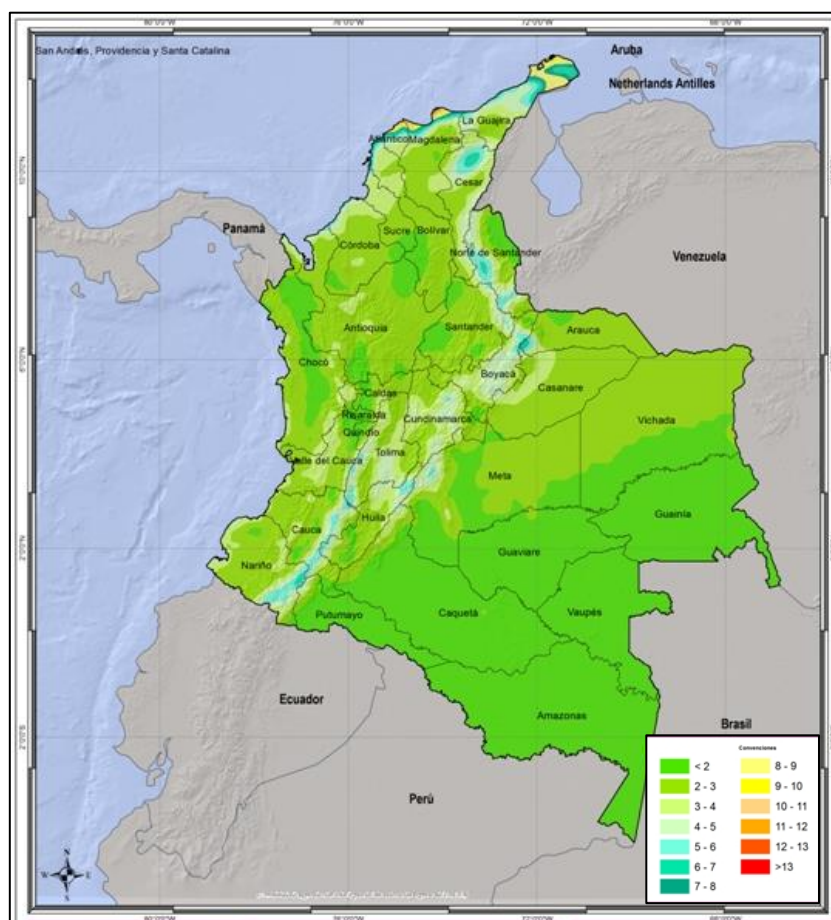 San Andrés, Providencia y Santa Catalina
Aruba
Netherlands Antilles
La Guajira
Atlántico
Magdalena
Cesar
Panamá
Sucre
Bolívar
Córdoba
Norte de Santander
Venezuela
Antioquia
Santander
Arauca
Chocó
Boyacá
Casanare
Caldas
Risaralda
Cundinamarca
Quindío
Vichada
Tolima
Valle del Cauca
Meta
Guainía
Huila
Cauca
Guaviare
Nariño
Putumayo
Caquetá
Vaupés
Ecuador
Amazonas
Brasil
Perú
Convenciones
< 2
2 - 3
3 - 4
4 - 5
5 - 6
6 - 7
7 - 8
8 - 9
9 - 10
10 - 11
11 - 12
12 - 13
>13
N
E
S